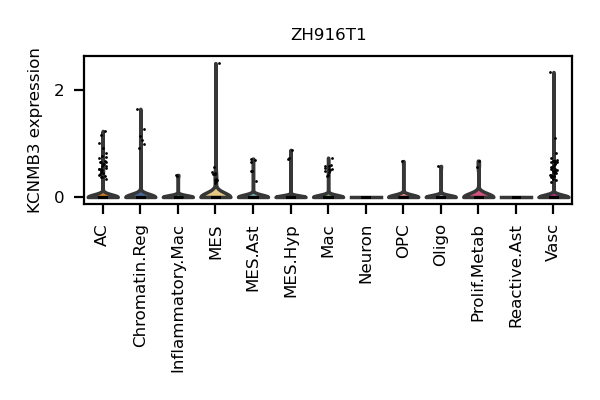 ZH916T1
KCNMB3 expression
2
0
AC
Chromatin.Reg
Inflammatory.Mac
MES
MES.Ast
MES.Hyp
Mac
Neuron
OPC
Oligo
Prolif.Metab
Reactive.Ast
Vasc